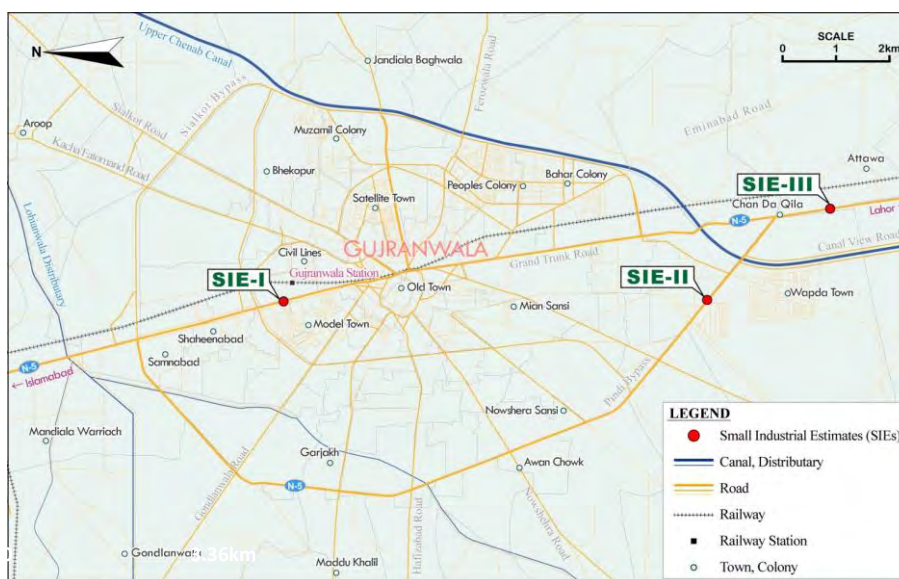 N
Upper Chenab Canal
Jandiala Baghwala
Ferozewala Road
SCALE
0 2km
Aroop
Sialkot Road
Sialkot Bypass
Kacha Fatomand Road
Muzamil Colony
Eminabad Road
Bhekopur
Peoples Colony
Bahar Colony
Attawa
SIE-III
Satellite Town
Chan Da Qila
N-5
Lahor
Lohianwala Distributary
GUJRANWALA
Civil Lines
Grand Trunk Road
Canal View Road
SIE-I
Gujranwala Station
SIE-II
Old Town
Wapda Town
Mian Sansi
Model Town
Shaheenabad
Samnabad
N-5
← Islamabad
Pindi Bypass
Nowshera Sansi
Mandiala Warriach
Garjakh
Awan Chowk
Gondlanwala Road
N-5
Hafizabad Road
Nowshehra Road
Gondlanwala
.36km
Maddu Khalil
LEGEND
Small Industrial Estimates (SIEs)
Canal, Distributary
Road
Railway
Railway Station
Town, Colony